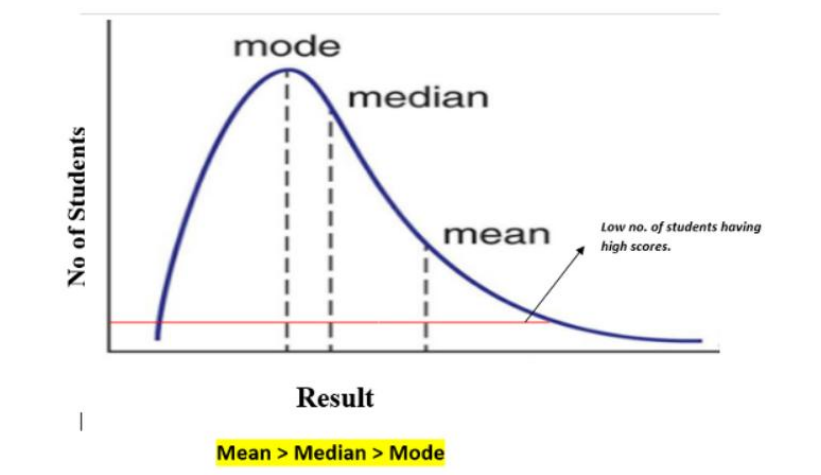 mode
median
No of Students
mean
Low no. of students having
high scores.
Result
Mean > Median > Mode